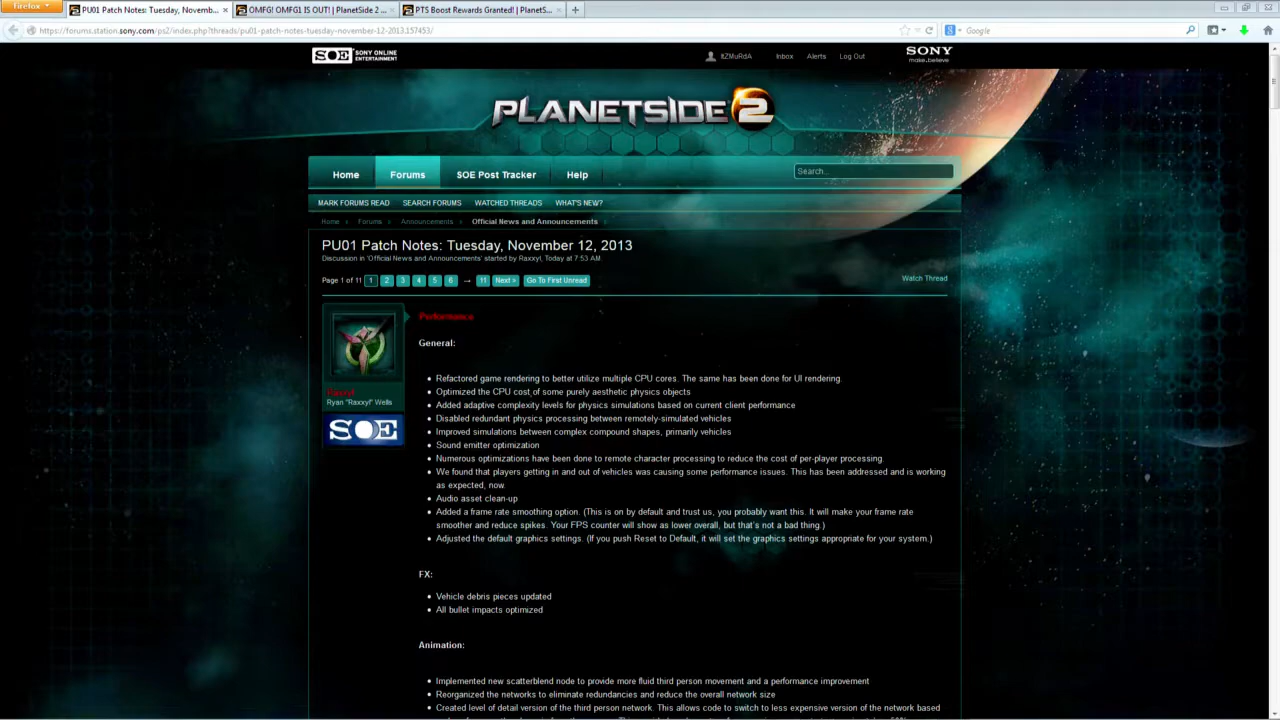 Firefox
PU01 Patch Notes: Tuesday, Novemb...
OMFG! OMFG1 IS OUT! | PlanetSide 2 ...
PTS Boost Rewards Granted! | PlanetS...
https://forums.station.sony.com/ps2/index.php?threads/pu01-patch-notes-tuesday-november-12-2013.157453/
Google
SOE SONY ONLINE ENTERTAINMENT
ItZMuRdA Inbox Alerts Log Out
SONY
make.believe
PLANETSIDE 2
Home Forums SOE Post Tracker Help
Search...
MARK FORUMS READ SEARCH FORUMS WATCHED THREADS WHAT'S NEW?
Home Forums Announcements Official News and Announcements
PU01 Patch Notes: Tuesday, November 12, 2013
Discussion in 'Official News and Announcements' started by Raxxyl, Today at 7:53 AM.
Page 1 of 11 1 2 3 4 5 6 → 11 Next > Go To First Unread
Watch Thread
Performance
General:
Refactored game rendering to better utilize multiple CPU cores. The same has been done for UI rendering.
Optimized the CPU cost of some purely aesthetic physics objects
Raxxyl
Ryan "Raxxyl" Wells
SOE
Added adaptive complexity levels for physics simulations based on current client performance
Disabled redundant physics processing between remotely-simulated vehicles
Improved simulations between complex compound shapes, primarily vehicles
Sound emitter optimization
Numerous optimizations have been done to remote character processing to reduce the cost of per-player processing.
We found that players getting in and out of vehicles was causing some performance issues. This has been addressed and is working
as expected, now.
Audio asset clean-up
Added a frame rate smoothing option. (This is on by default and trust us, you probably want this. It will make your frame rate
smoother and reduce spikes. Your FPS counter will show as lower overall, but that's not a bad thing.)
Adjusted the default graphics settings. (If you push Reset to Default, it will set the graphics settings appropriate for your system.)
FX:
Vehicle debris pieces updated
All bullet impacts optimized
Animation:
Implemented new scatterblend node to provide more fluid third person movement and a performance improvement
Reorganized the networks to eliminate redundancies and reduce the overall network size
Created level of detail version of the third person network. This allows code to switch to less expensive version of the network based